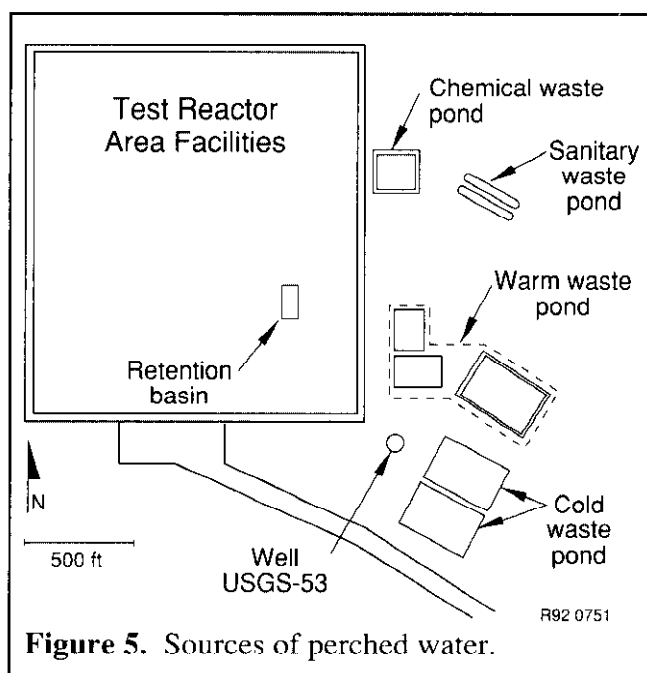 Test Reactor
Area Facilities
Chemical waste
pond
Sanitary
waste
pond
Warm waste
pond
Retention
basin
N
500 ft
Well
USGS-53
Cold
waste
pond
R92 0751
Figure 5. Sources of perched water.